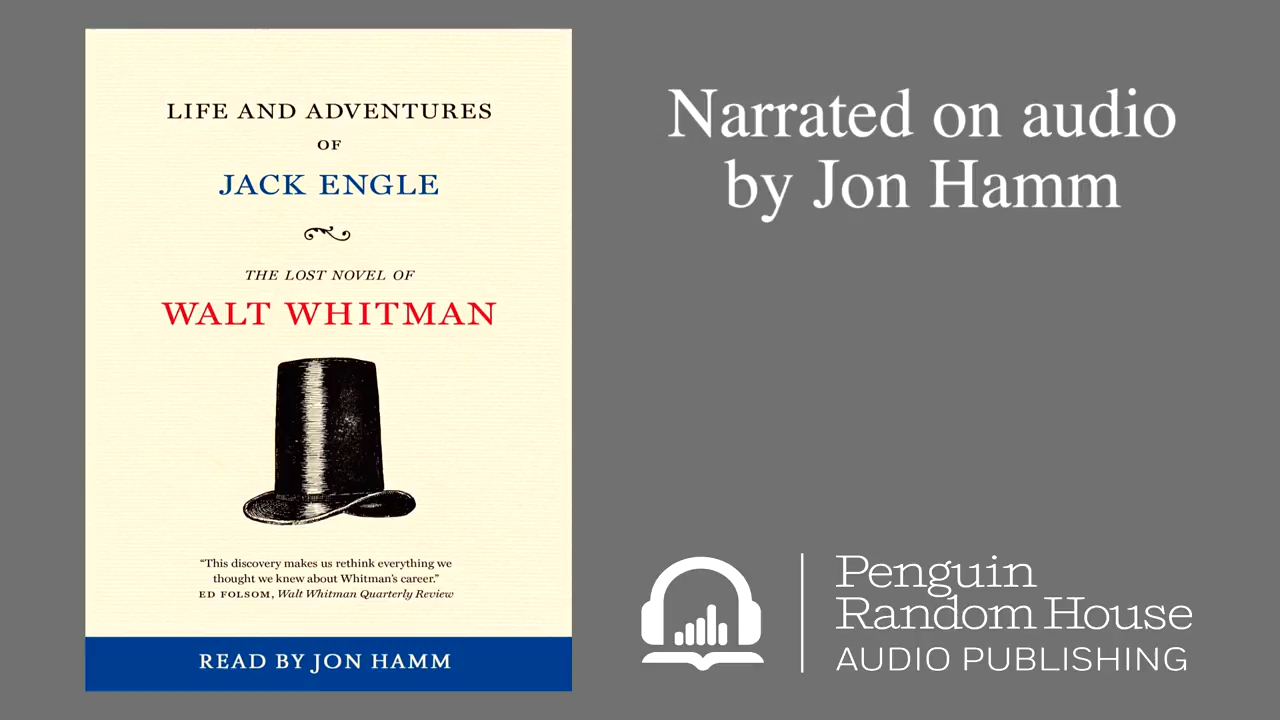 LIFE AND ADVENTURES
OF
JACK ENGLE
THE LOST NOVEL OF
WALT WHITMAN
“This discovery makes us rethink everything we
thought we knew about Whitman’s career.”
ED FOLSOM, Walt Whitman Quarterly Review
READ BY JON HAMM
Narrated on audio
by Jon Hamm
Penguin
Random House
AUDIO PUBLISHING